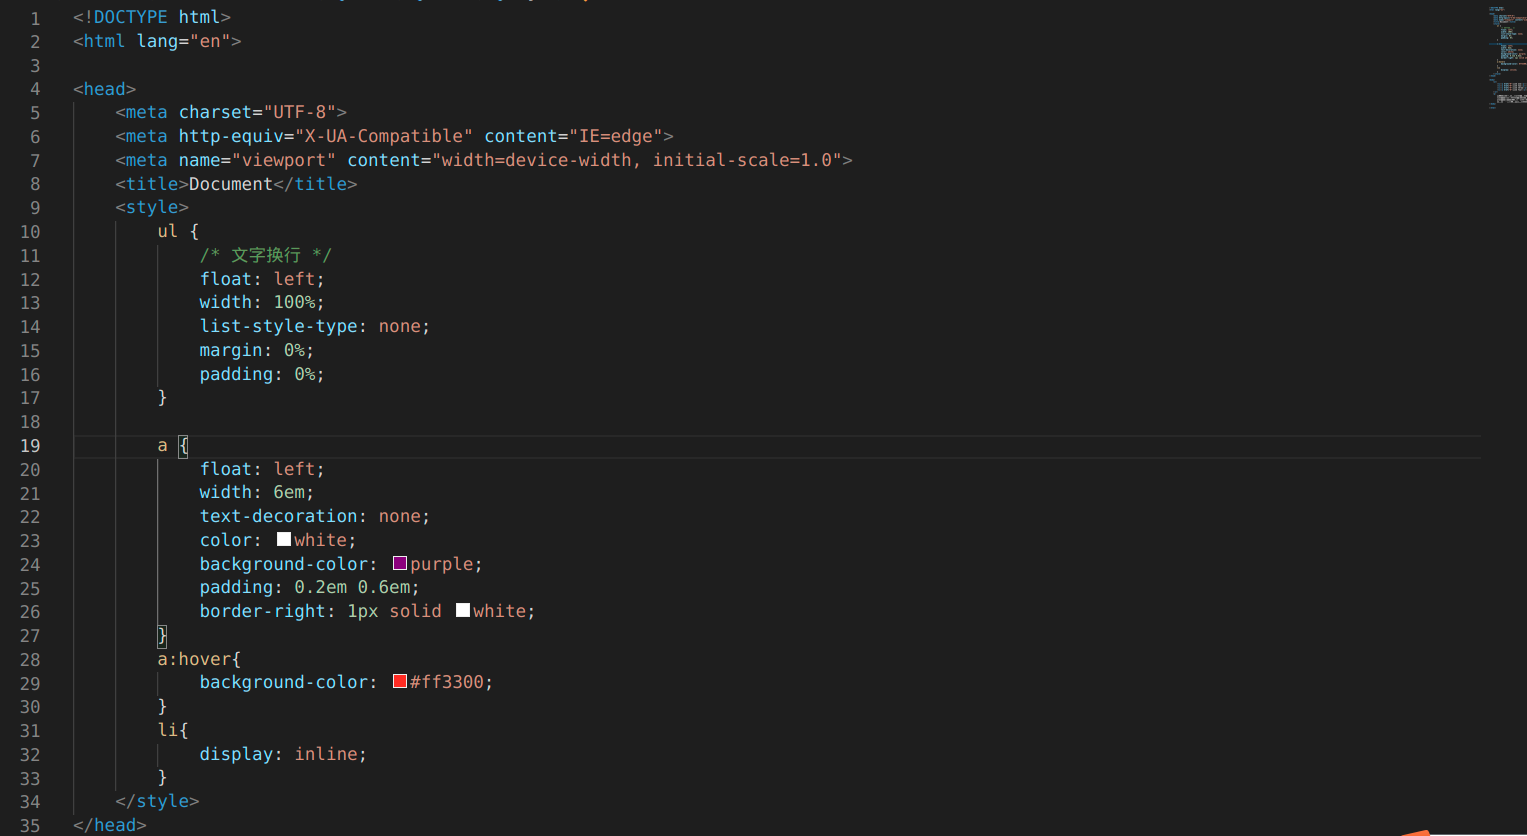 1 <!DOCTYPE html>
2 <html lang="en">
3
4 <head>
5 <meta charset="UTF-8">
6 <meta http-equiv="X-UA-Compatible" content="IE=edge">
7 <meta name="viewport" content="width=device-width, initial-scale=1.0">
8 <title>Document</title>
9 <style>
10 ul {
11 /* 文字换行 */
12 float: left;
13 width: 100%;
14 list-style-type: none;
15 margin: 0%;
16 padding: 0%;
17 }
18
19 a {
20 float: left;
21 width: 6em;
22 text-decoration: none;
23 color: white;
24 background-color: purple;
25 padding: 0.2em 0.6em;
26 border-right: 1px solid white;
27 }
28 a:hover{
29 background-color: #ff3300;
30 }
31 li{
32 display: inline;
33 }
34 </style>
35 </head>